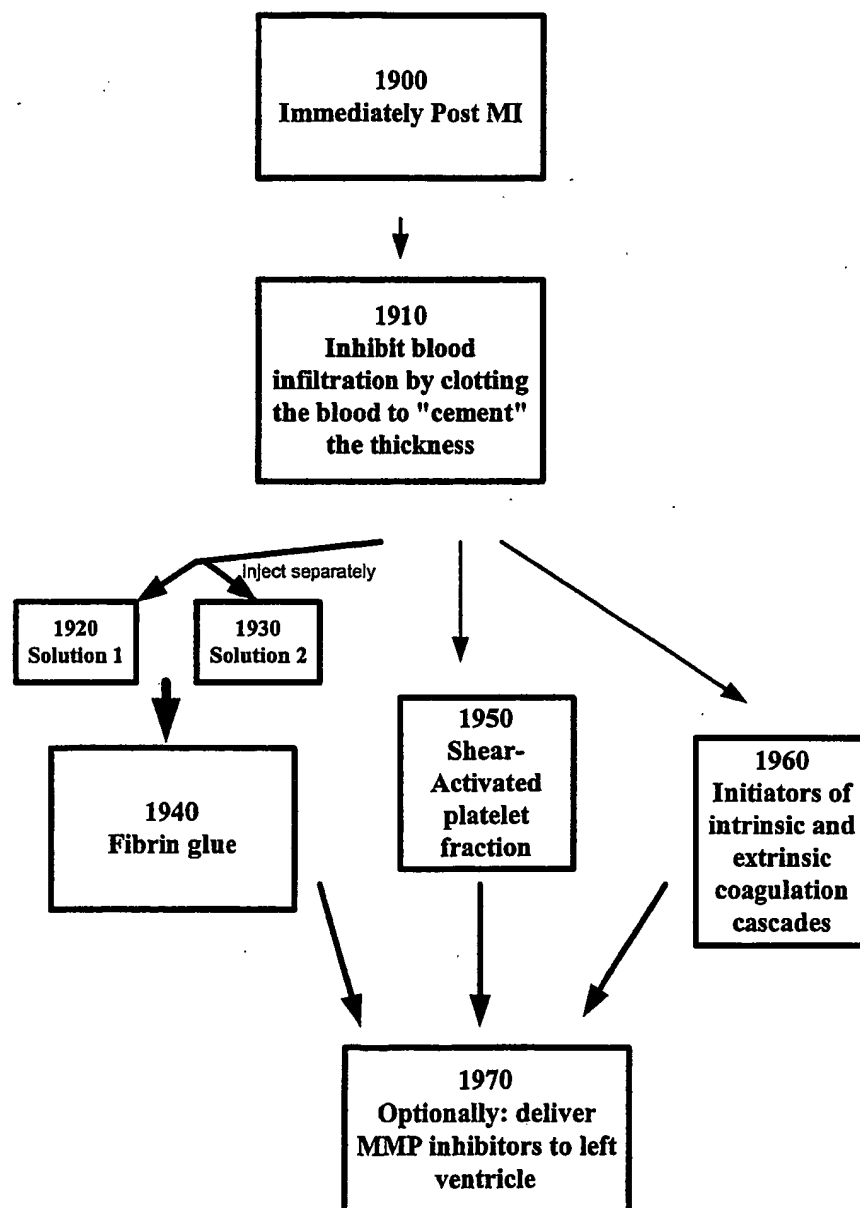 1900
Immediately Post MI
1910
Inhibit blood
infiltration by clotting
the blood to "cement"
the thickness
Inject separately
1920
Solution 1
1930
Solution 2
1940
Fibrin glue
1950
Shear-
Activated
platelet
fraction
1960
Initiators of
intrinsic and
extrinsic
coagulation
cascades
1970
Optionally: deliver
MMP inhibitors to left
ventricle